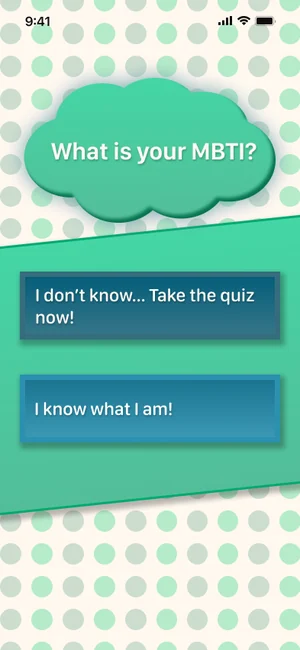 9:41
What is your MBTI?
I don’t know... Take the quiz
now!
I know what I am!